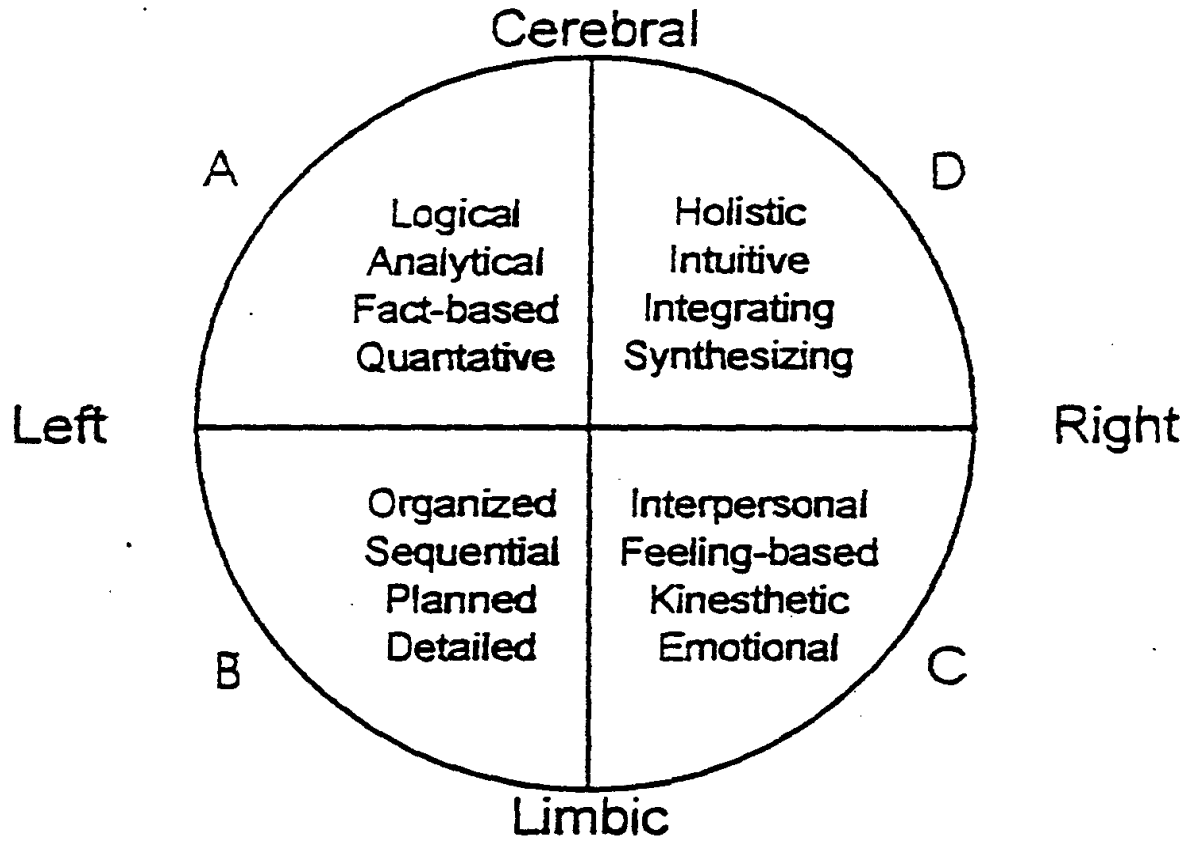 Cerebral
A
D
Logical
Analytical
Fact-based
Quantative
Holistic
Intuitive
Integrating
Synthesizing
Left
Right
Organized
Sequential
Planned
Detailed
Interpersonal
Feeling-based
Kinesthetic
Emotional
B
C
Limbic